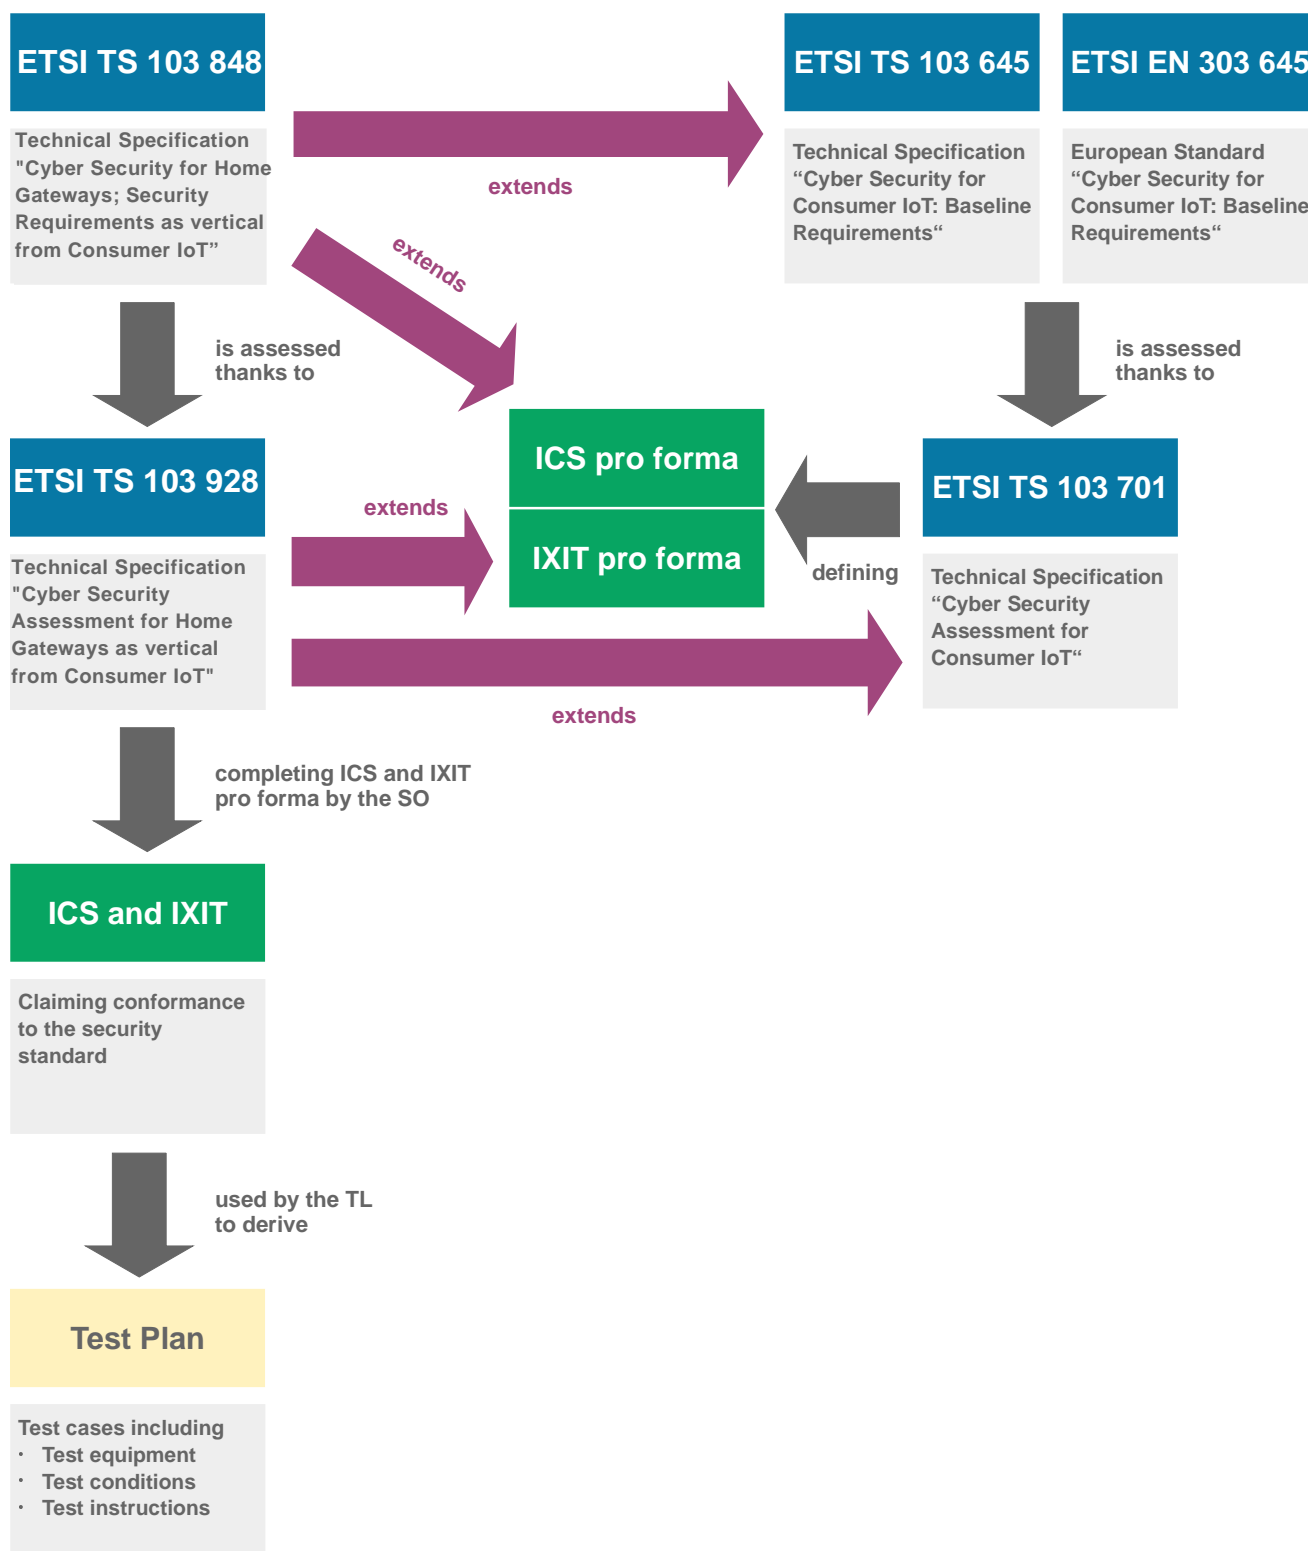 ETSI TS 103 848
Technical Specification
"Cyber Security for Home
Gateways; Security
Requirements as vertical
from Consumer IoT”
extends
ETSI TS 103 645
Technical Specification
“Cyber Security for
Consumer IoT: Baseline
Requirements“
ETSI EN 303 645
European Standard
“Cyber Security for
Consumer IoT: Baseline
Requirements“
extends
is assessed
thanks to
is assessed
thanks to
ETSI TS 103 928
Technical Specification
"Cyber Security
Assessment for Home
Gateways as vertical
from Consumer IoT"
extends
ICS pro forma
IXIT pro forma
defining
ETSI TS 103 701
Technical Specification
“Cyber Security
Assessment for
Consumer IoT“
extends
completing ICS and IXIT
pro forma by the SO
ICS and IXIT
Claiming conformance
to the security
standard
used by the TL
to derive
Test Plan
Test cases including
· Test equipment
· Test conditions
· Test instructions